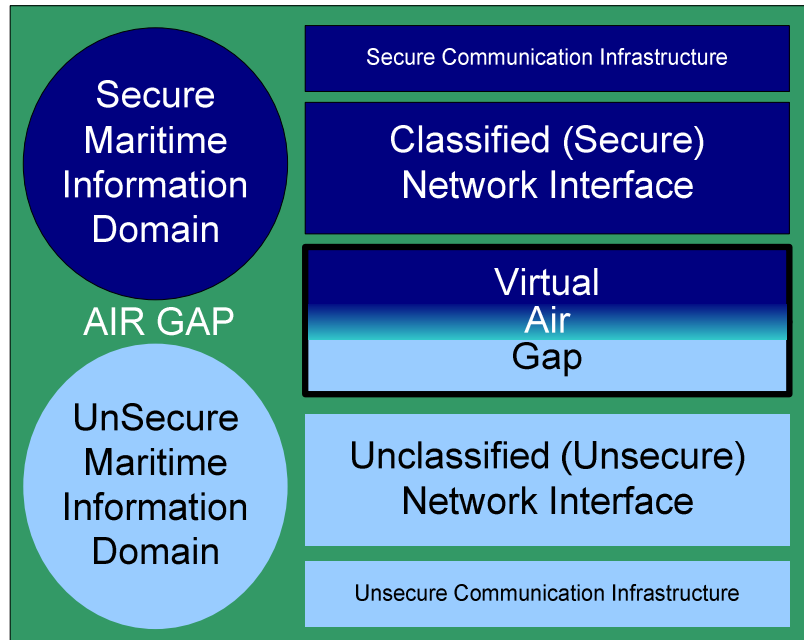 Secure
Maritime
Information
Domain
AIR GAP
UnSecure
Maritime
Information
Domain
Secure Communication Infrastructure
Classified (Secure)
Network Interface
Virtual
Air
Gap
Unclassified (Unsecure)
Network Interface
Unsecure Communication Infrastructure